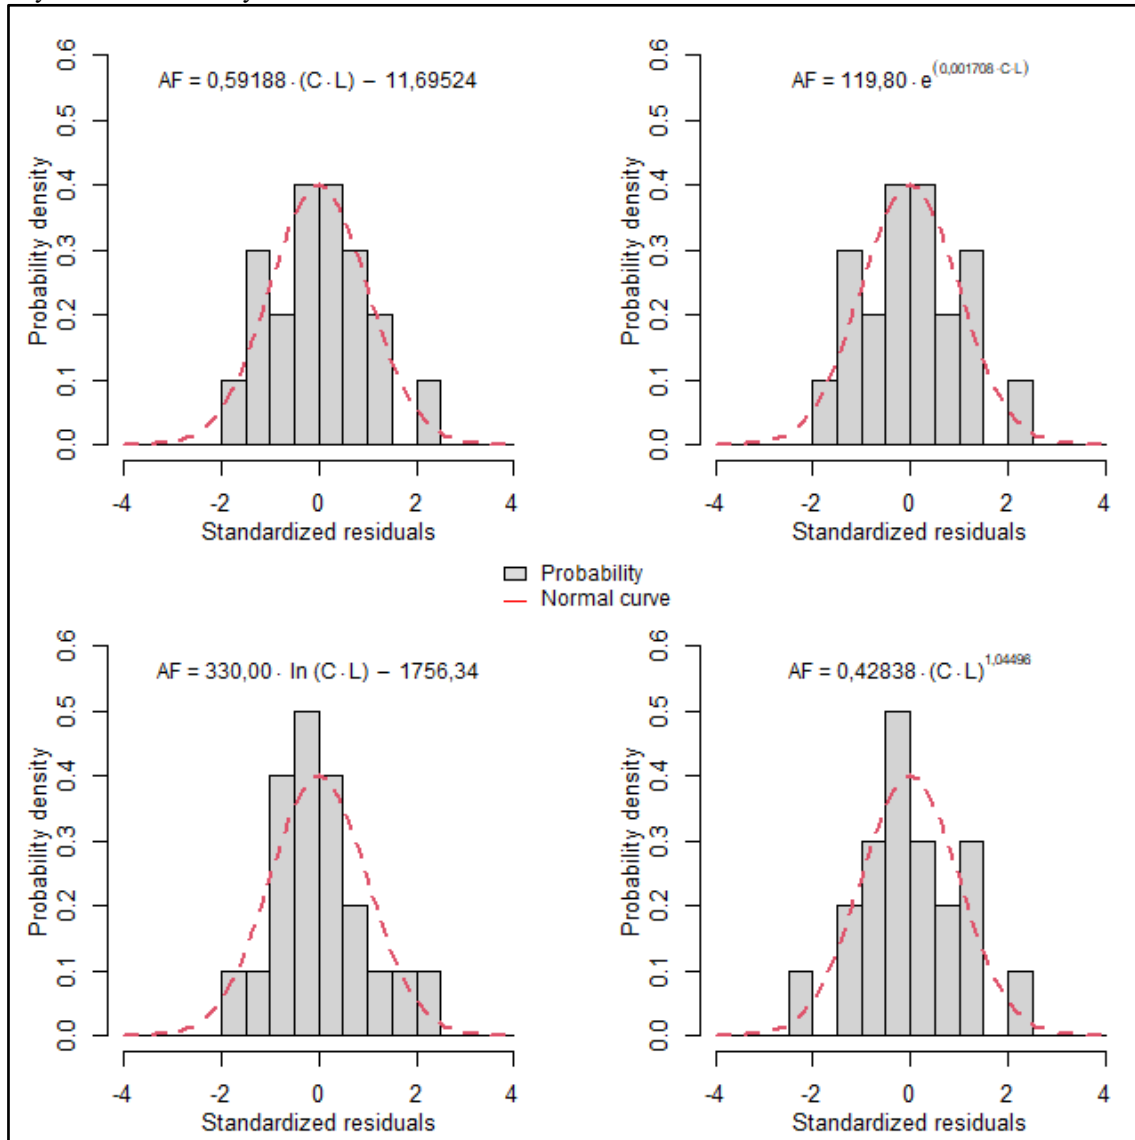 AF = 0,59188 · (C · L) − 11,69524
Probability density
0.0 0.1 0.2 0.3 0.4 0.5 0.6
-4 -2 0 2 4
Standardized residuals
AF = 119,80 · e^(0,001708 ·C·L)
Probability density
0.0 0.1 0.2 0.3 0.4 0.5 0.6
-4 -2 0 2 4
Standardized residuals
Probability
Normal curve
AF = 330,00 · ln (C · L) − 1756,34
Probability density
0.0 0.1 0.2 0.3 0.4 0.5 0.6
-4 -2 0 2 4
Standardized residuals
AF = 0,42838 · (C · L)^1,04496
Probability density
0.0 0.1 0.2 0.3 0.4 0.5 0.6
-4 -2 0 2 4
Standardized residuals